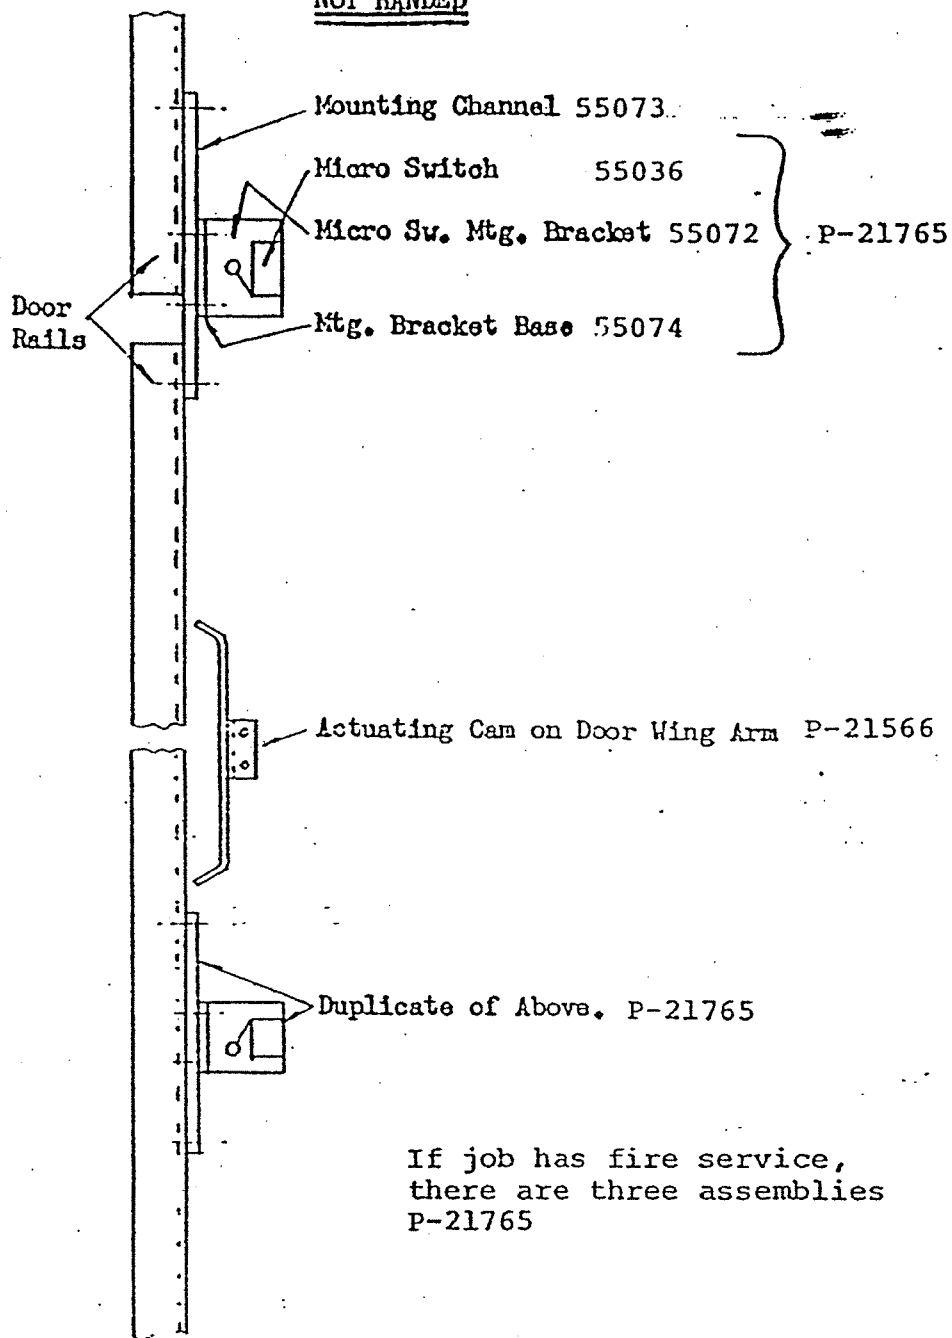 NOT HANDED
Mounting Channel 55073
Micro Switch 55036
Micro Sw. Mtg. Bracket 55072
P-21765
Door
Rails
Mtg. Bracket Base 55074
Actuating Cam on Door Wing Arm P-21566
Duplicate of Above. P-21765
If job has fire service,
there are three assemblies
P-21765